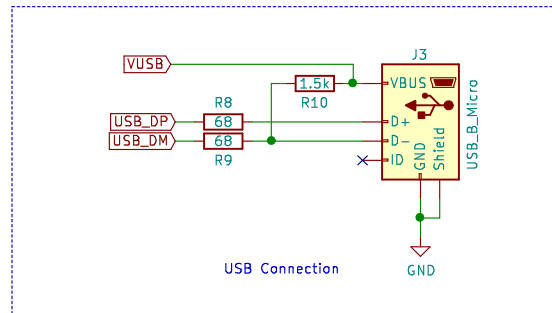 J3
VUSB
1.5k
VBUS
R8
R10
USB_DP
68
D+
USB_DM
68
D-
R9
ID
GND
Shield
USB_B_Micro
USB Connection
GND